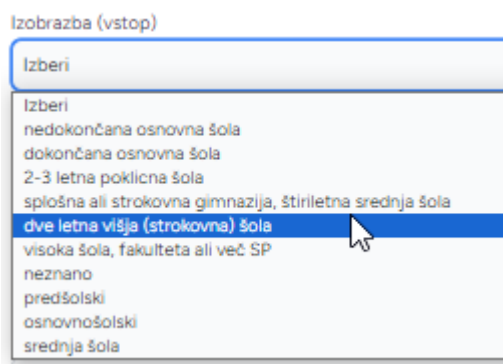 Izobrazba (vstop)
Izberi
Izberi
nedokončana osnovna šola
dokončana osnovna šola
2-3 letna poklicna šola
splošna ali strokovna gimnazija, štiriletna srednja šola
dve letna višja (strokovna) šola
visoka šola, fakulteta ali več SP
neznano
predšolski
osnovnošolski
srednja šola